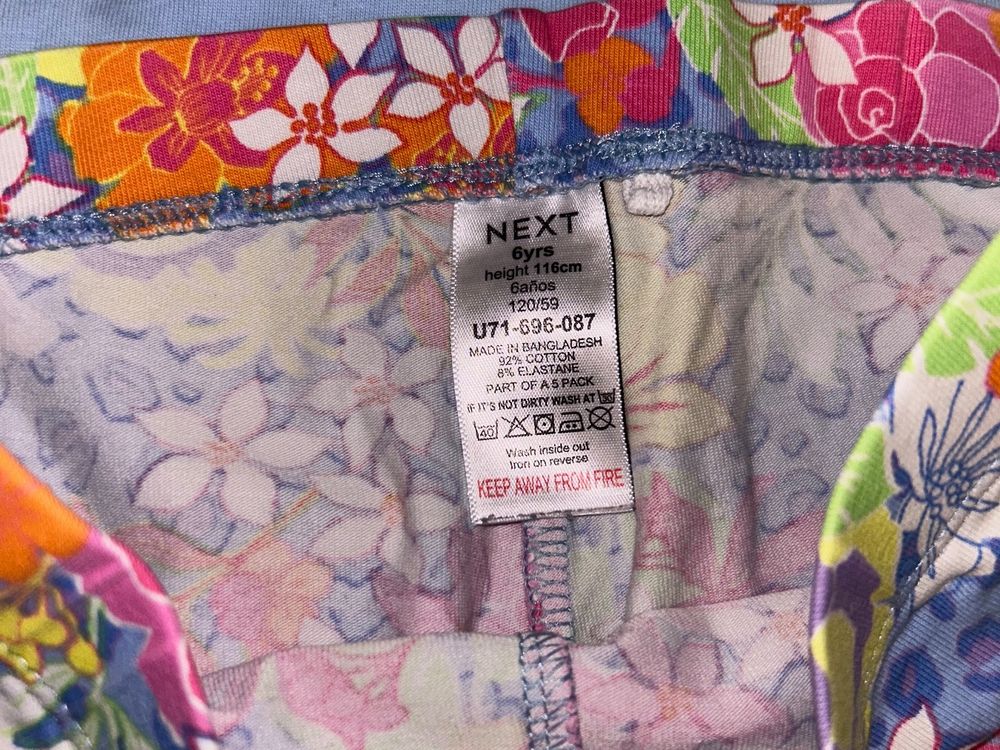 NEXT
6yrs
height 116cm
6años
120/59
U71-696-087
MADE IN BANGLADESH
92% COTTON
8% ELASTANE
PART OF A 5 PACK
IF IT'S NOT DIRTY WASH AT 30
40
Wash inside out
Iron on reverse
KEEP AWAY FROM FIRE